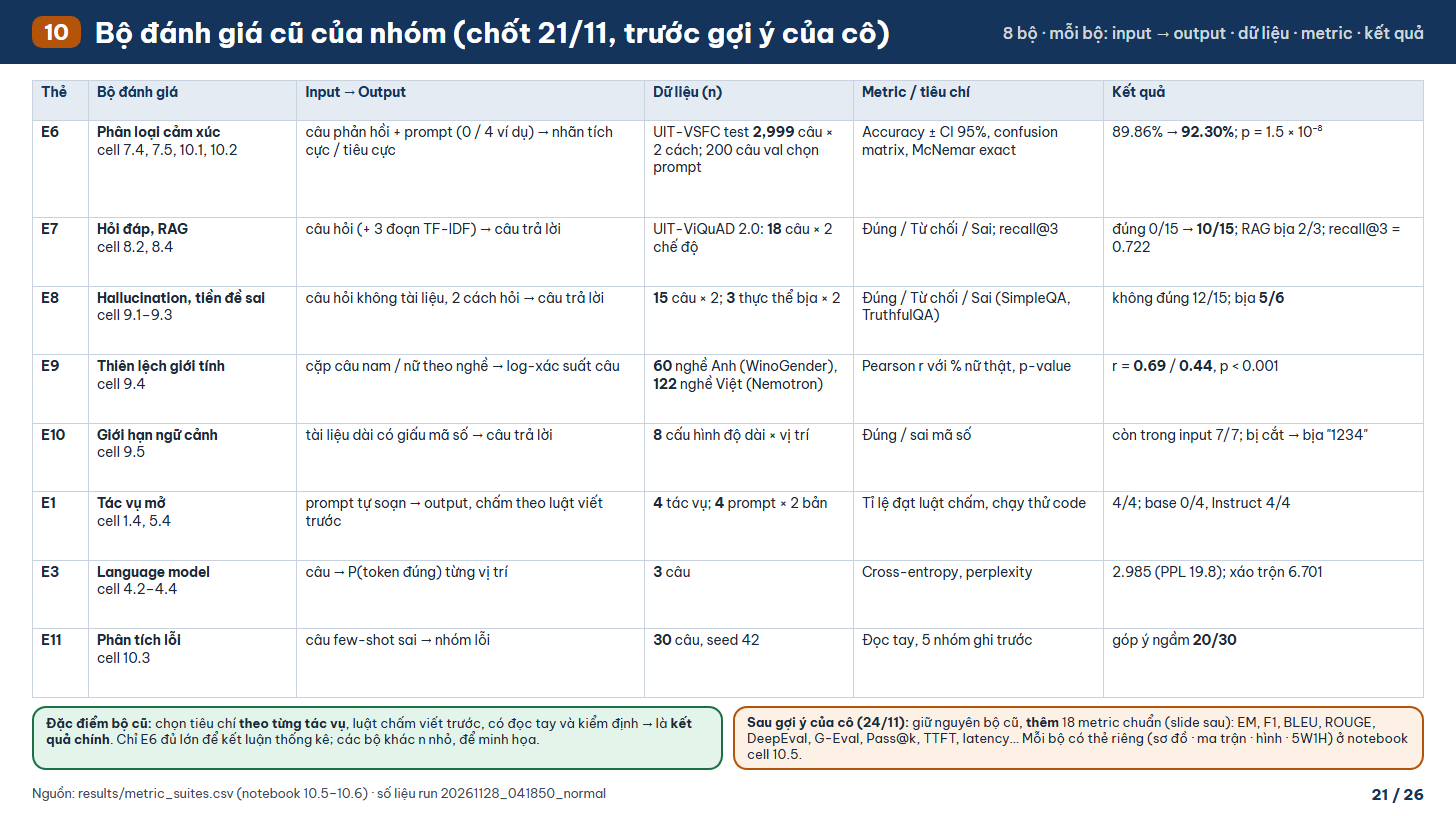 10 Bộ đánh giá cũ của nhóm (chốt 21/11, trước gợi ý của cô)
8 bộ · mỗi bộ: input → output · dữ liệu · metric · kết quả
Thẻ Bộ đánh giá Input → Output Dữ liệu (n) Metric / tiêu chí Kết quả
E6
Phân loại cảm xúc
cell 7.4, 7.5, 10.1, 10.2
câu phản hồi + prompt (0 / 4 ví dụ) → nhãn tích
cực / tiêu cực
UIT-VSFC test 2,999 câu ×
2 cách; 200 câu val chọn
prompt
Accuracy ± CI 95%, confusion
matrix, McNemar exact
89.86% → 92.30%; p = 1.5 × 10⁻⁸
E7
Hỏi đáp, RAG
cell 8.2, 8.4
câu hỏi (+ 3 đoạn TF-IDF) → câu trả lời
UIT-ViQuAD 2.0: 18 câu × 2
chế độ
Đúng / Từ chối / Sai; recall@3
đúng 0/15 → 10/15; RAG bịa 2/3; recall@3 =
0.722
E8
Hallucination, tiền đề sai
cell 9.1–9.3
câu hỏi không tài liệu, 2 cách hỏi → câu trả lời
15 câu × 2; 3 thực thể bịa × 2
Đúng / Từ chối / Sai (SimpleQA,
TruthfulQA)
không đúng 12/15; bịa 5/6
E9
Thiên lệch giới tính
cell 9.4
cặp câu nam / nữ theo nghề → log-xác suất câu
60 nghề Anh (WinoGender),
122 nghề Việt (Nemotron)
Pearson r với % nữ thật, p-value
r = 0.69 / 0.44, p < 0.001
E10
Giới hạn ngữ cảnh
cell 9.5
tài liệu dài có giấu mã số → câu trả lời
8 cấu hình độ dài × vị trí
Đúng / sai mã số
còn trong input 7/7; bị cắt → bịa "1234"
E1
Tác vụ mở
cell 1.4, 5.4
prompt tự soạn → output, chấm theo luật viết
trước
4 tác vụ; 4 prompt × 2 bản
Tỉ lệ đạt luật chấm, chạy thử code
4/4; base 0/4, Instruct 4/4
E3
Language model
cell 4.2–4.4
câu → P(token đúng) từng vị trí
3 câu
Cross-entropy, perplexity
2.985 (PPL 19.8); xáo trộn 6.701
E11
Phân tích lỗi
cell 10.3
câu few-shot sai → nhóm lỗi
30 câu, seed 42
Đọc tay, 5 nhóm ghi trước
góp ý ngầm 20/30
Đặc điểm bộ cũ: chọn tiêu chí theo từng tác vụ, luật chấm viết trước, có đọc tay và kiểm định → là kết
quả chính. Chỉ E6 đủ lớn để kết luận thống kê; các bộ khác n nhỏ, để minh họa.
Sau gợi ý của cô (24/11): giữ nguyên bộ cũ, thêm 18 metric chuẩn (slide sau): EM, F1, BLEU, ROUGE,
DeepEval, G-Eval, Pass@k, TTFT, latency... Mỗi bộ có thẻ riêng (sơ đồ · ma trận · hình · 5W1H) ở notebook
cell 10.5.
Nguồn: results/metric_suites.csv (notebook 10.5–10.6) · số liệu run 20261128_041850_normal
21 / 26